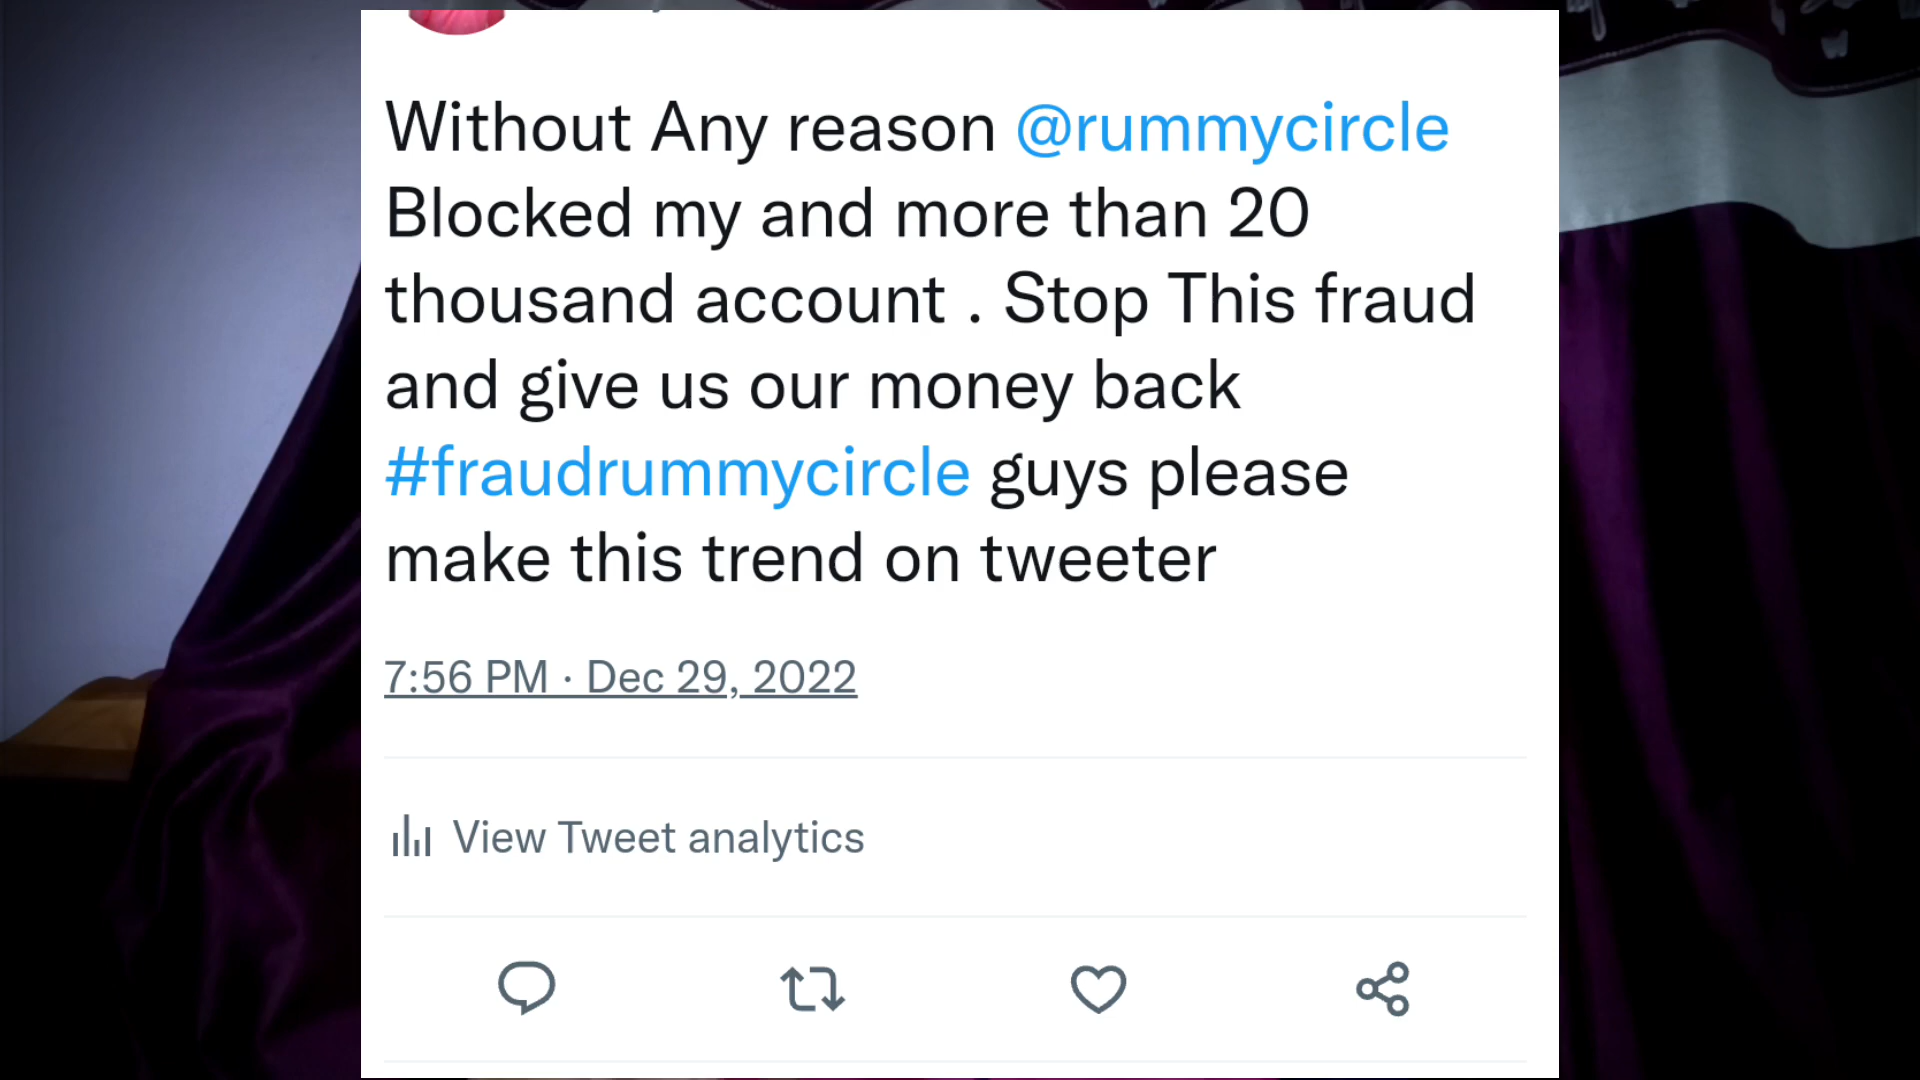 Without Any reason @rummycircle
Blocked my and more than 20
thousand account . Stop This fraud
and give us our money back
#fraudrummycircle guys please
make this trend on tweeter
7:56 PM · Dec 29, 2022
View Tweet analytics